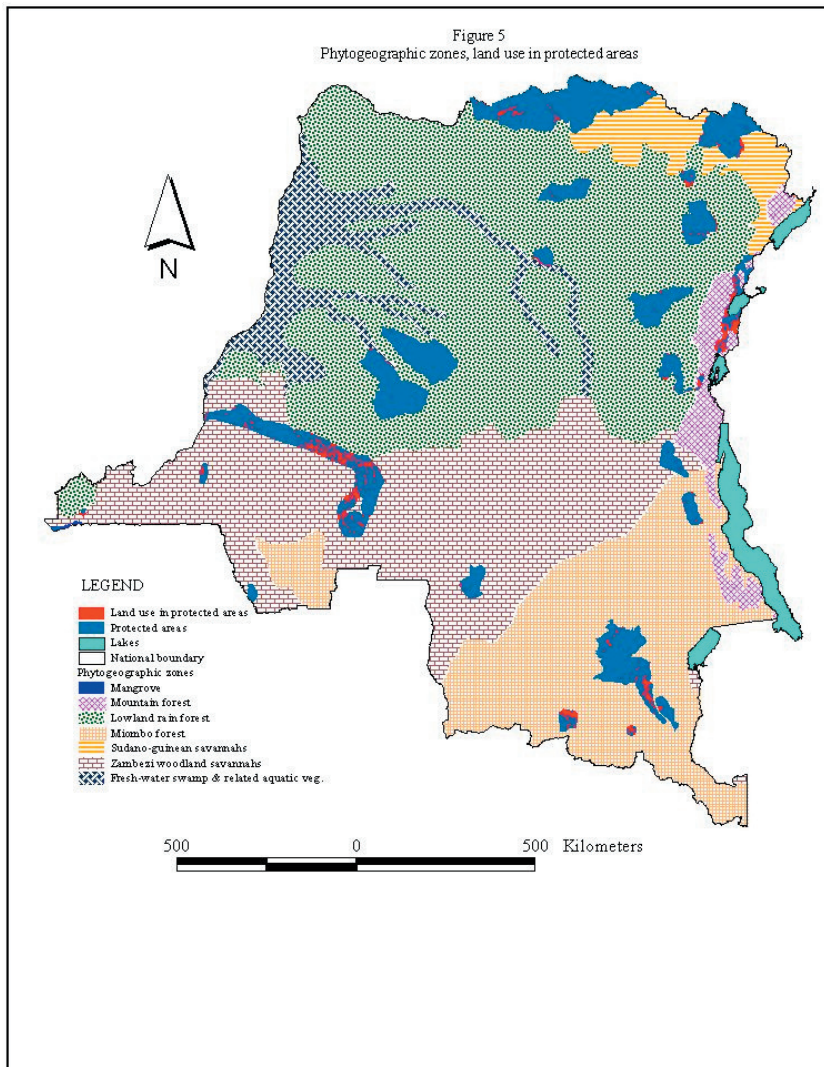 Figure 5
Phytogeographic zones, land use in protected areas
N
LEGEND
Land use in protected areas
Protected areas
Lakes
National boundary
Phytogeographic zones
Mangrove
Mountain forest
Lowland rain forest
Miombo forest
Sudano-guinean savannahs
Zambezi woodland savannahs
Fresh-water swamp & related aquatic veg.
500 0 500 Kilometers